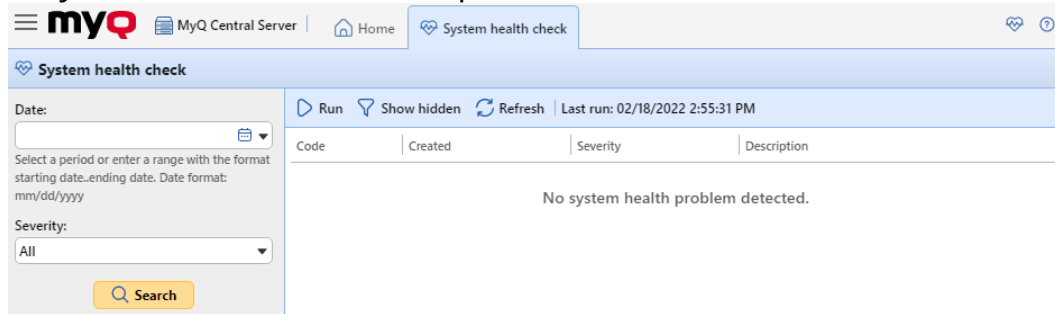 myQ MyQ Central Server Home System health check
System health check
Date:
Run Show hidden Refresh Last run: 02/18/2022 2:55:31 PM
Code Created Severity Description
Select a period or enter a range with the format
starting date..ending date. Date format:
mm/dd/yyyy
No system health problem detected.
Severity:
All
Search